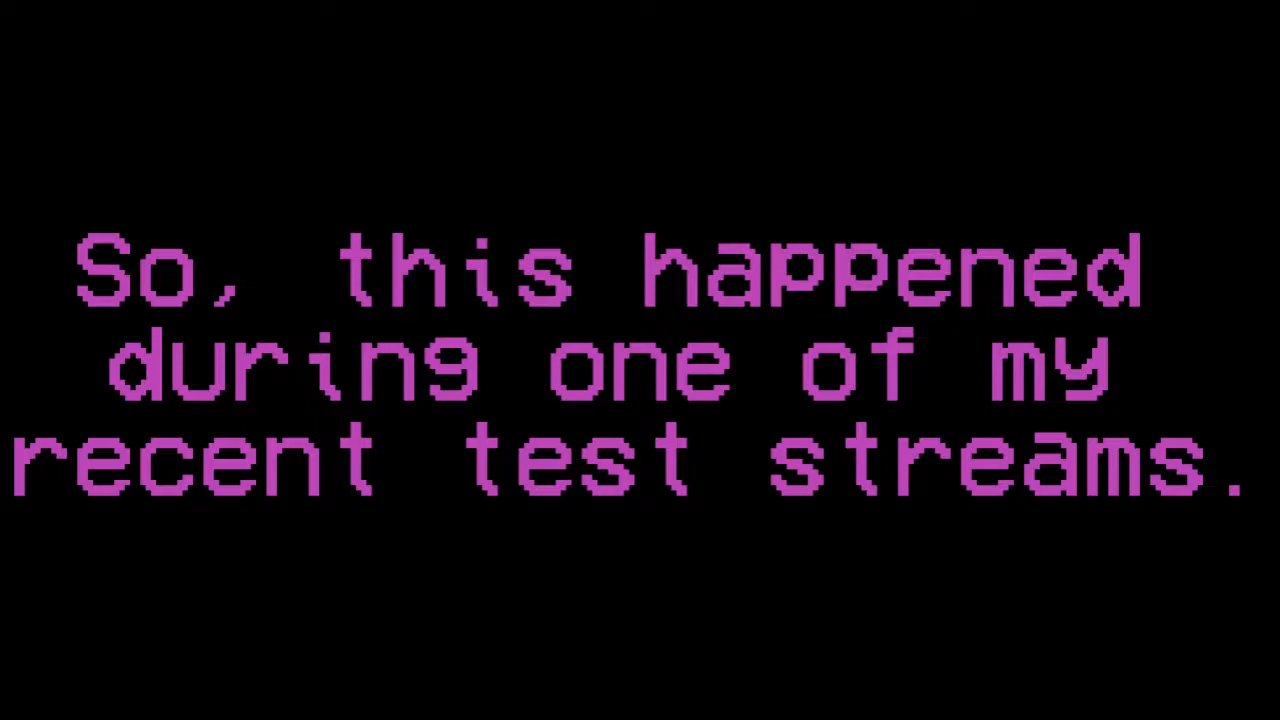 So, this happened
during one of my
recent test streams.